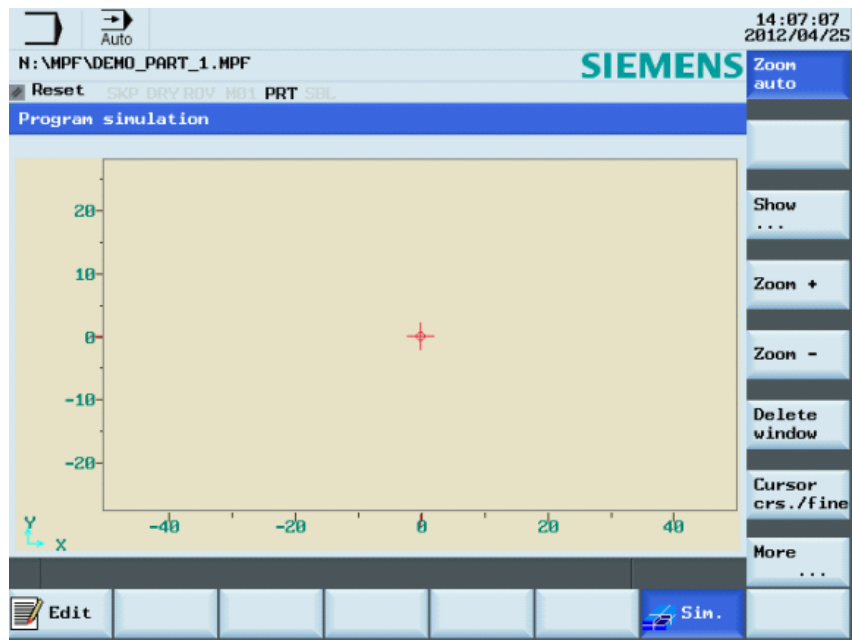 14:07:07
Auto
2012/04/25
N:\MPF\DEMO_PART_1.MPF
SIEMENS
Zoom
auto
Reset SKP DRY ROV M01 PRT SBL
Program simulation
Show
...
20
10
Zoom +
0
Zoom -
-10
Delete
window
-20
Cursor
crs./fine
-40 -20 0 20 40
Y
X
More
...
Edit
Sim.